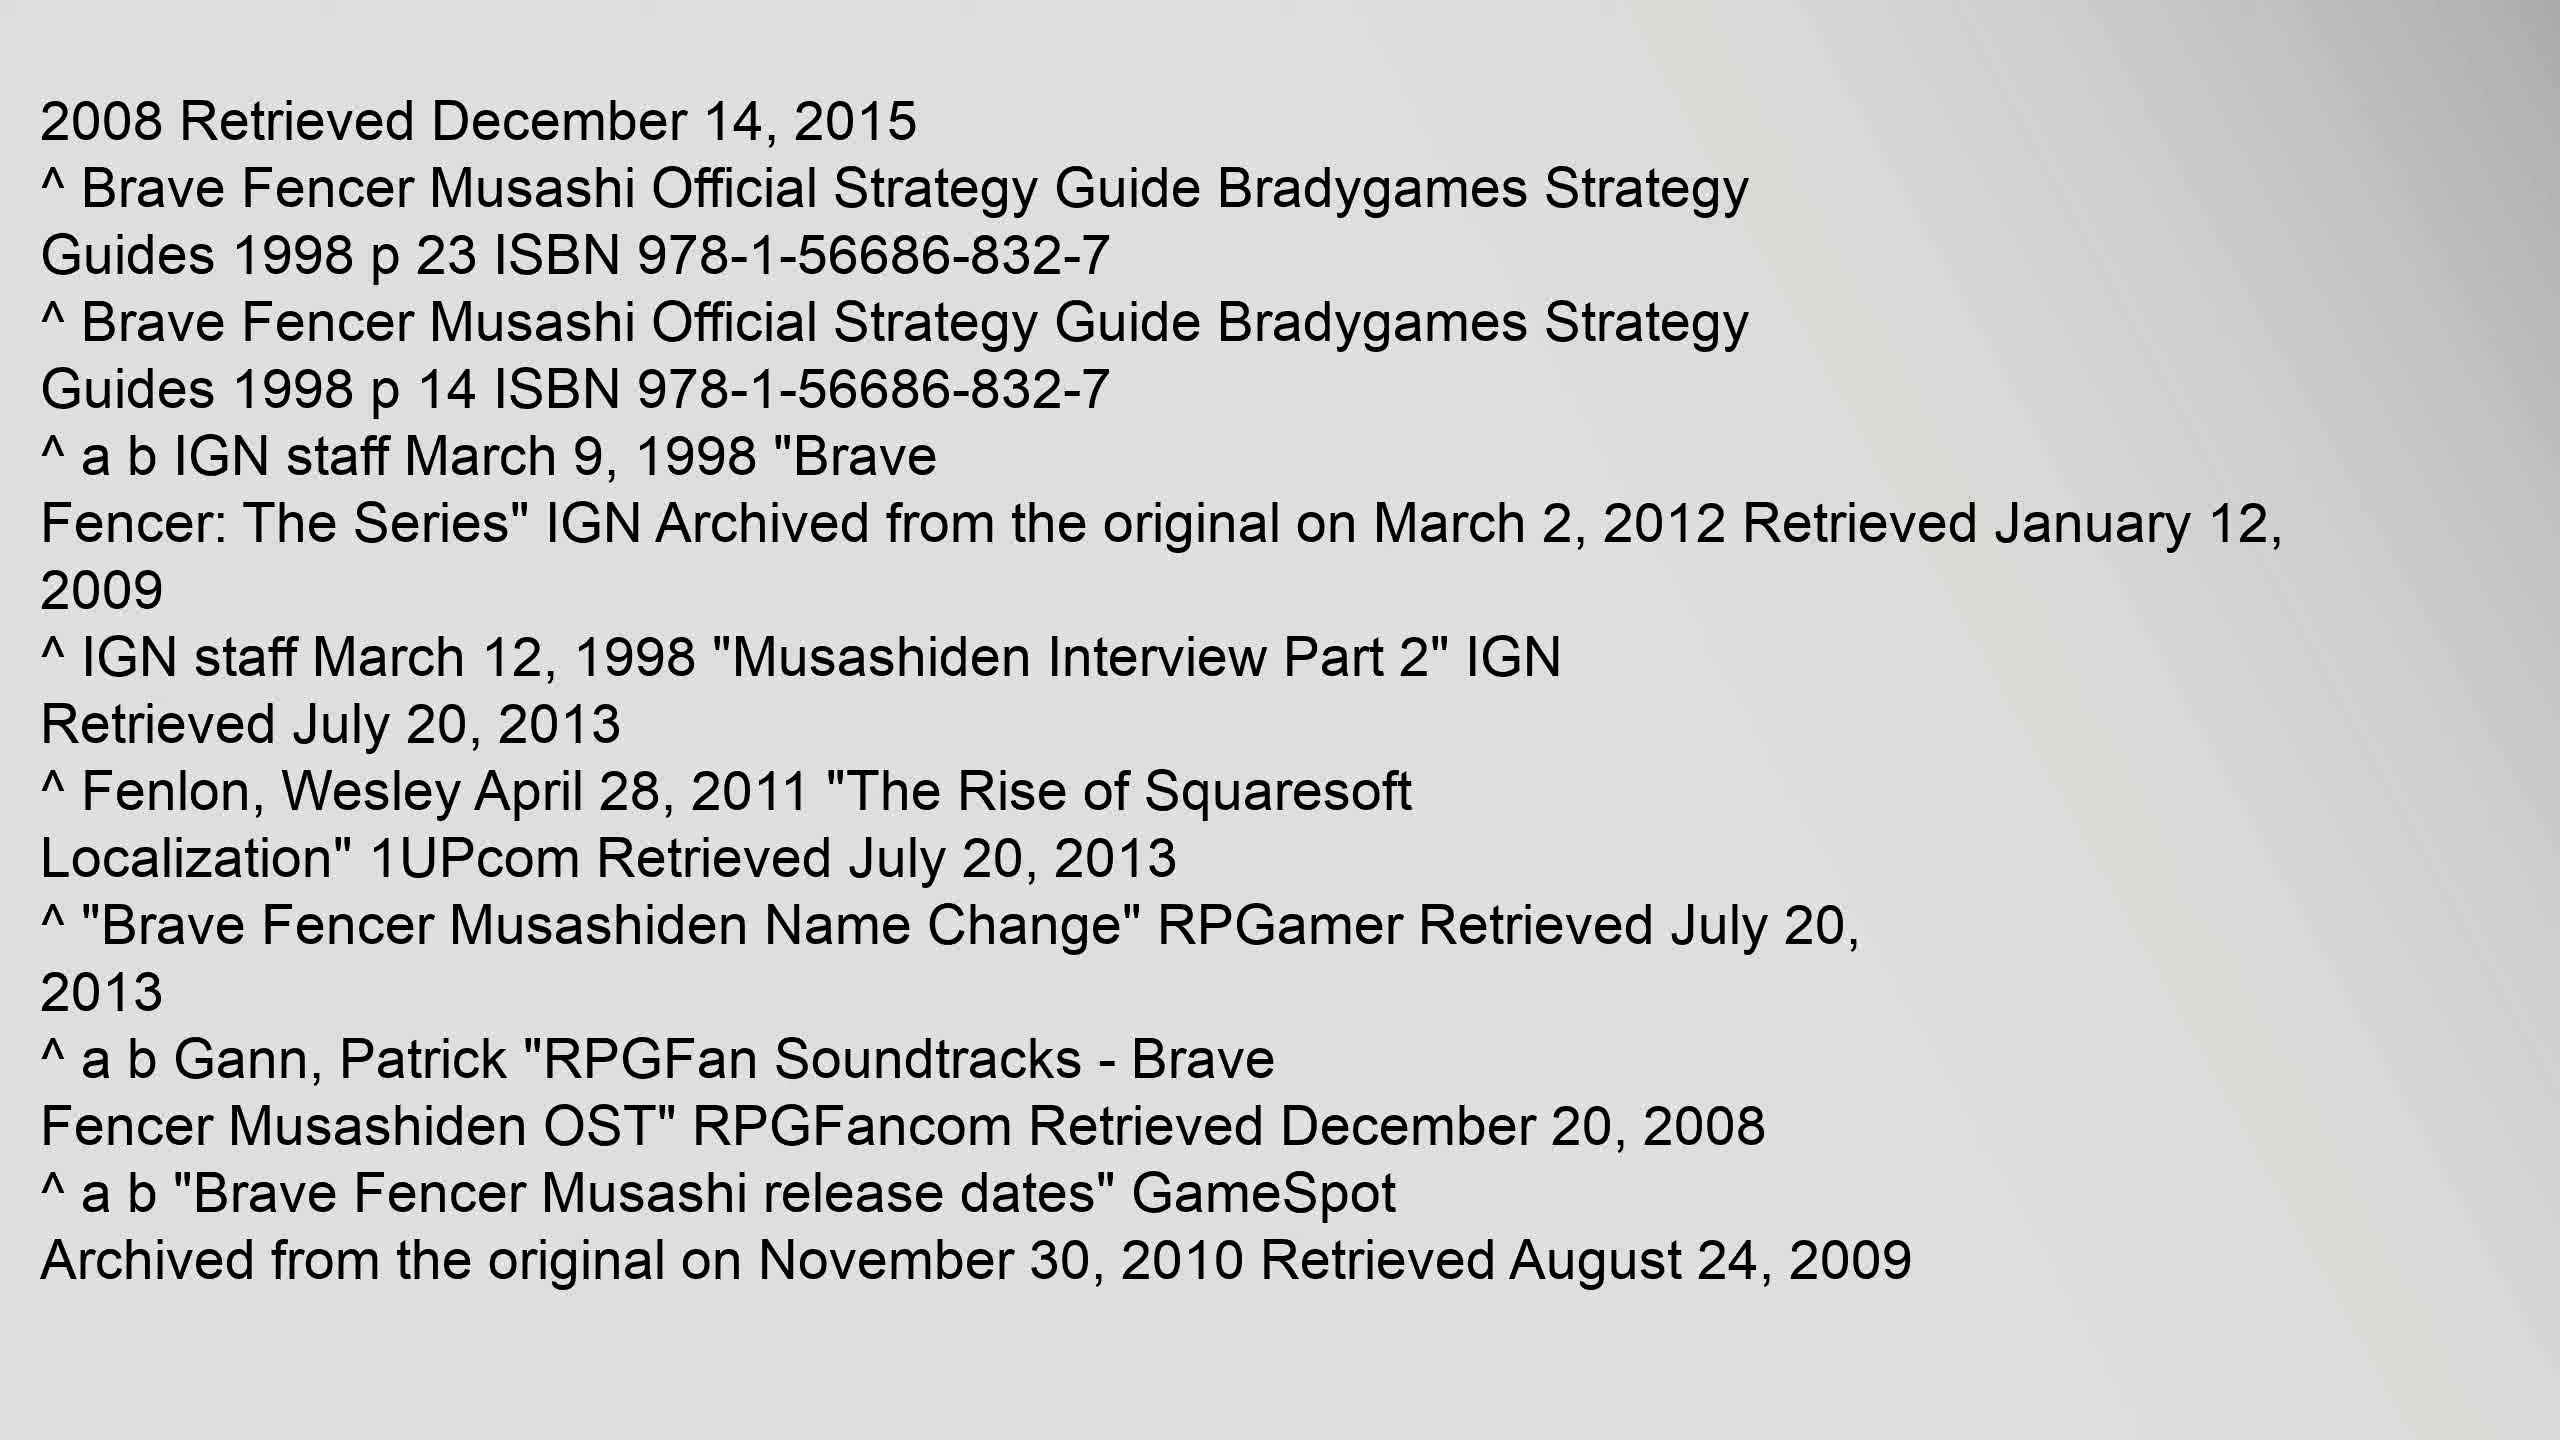 2008 Retrieved December 14, 2015
^ Brave Fencer Musashi Official Strategy Guide Bradygames Strategy
Guides 1998 p 23 ISBN 978-1-56686-832-7
^ Brave Fencer Musashi Official Strategy Guide Bradygames Strategy
Guides 1998 p 14 ISBN 978-1-56686-832-7
^ a b IGN staff March 9, 1998 "Brave
Fencer: The Series" IGN Archived from the original on March 2, 2012 Retrieved January 12,
2009
^ IGN staff March 12, 1998 "Musashiden Interview Part 2" IGN
Retrieved July 20, 2013
^ Fenlon, Wesley April 28, 2011 "The Rise of Squaresoft
Localization" 1UPcom Retrieved July 20, 2013
^ "Brave Fencer Musashiden Name Change" RPGamer Retrieved July 20,
2013
^ a b Gann, Patrick "RPGFan Soundtracks - Brave
Fencer Musashiden OST" RPGFancom Retrieved December 20, 2008
^ a b "Brave Fencer Musashi release dates" GameSpot
Archived from the original on November 30, 2010 Retrieved August 24, 2009